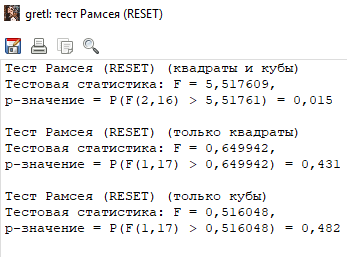 gretl: тест Рамсея (RESET)
Тест Рамсея (RESET) (квадраты и кубы)
Тестовая статистика: F = 5,517609,
р-значение = P(F(2,16) > 5,51761) = 0,015
Тест Рамсея (RESET) (только квадраты)
Тестовая статистика: F = 0,649942,
р-значение = P(F(1,17) > 0,649942) = 0,431
Тест Рамсея (RESET) (только кубы)
Тестовая статистика: F = 0,516048,
р-значение = P(F(1,17) > 0,516048) = 0,482